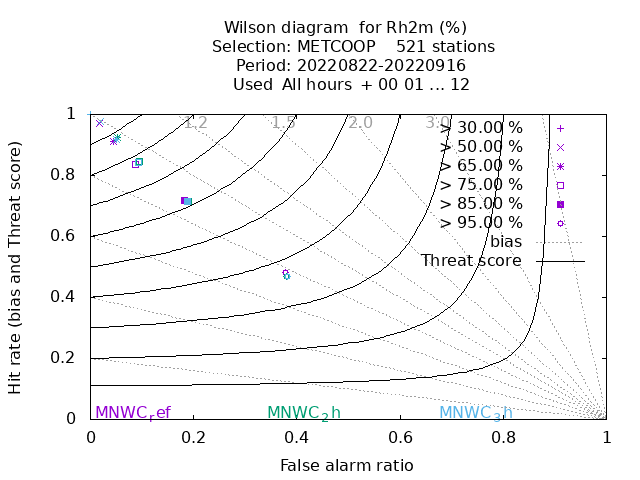 Wilson diagram  for Rh2m (%)
Selection: METCOOP    521 stations
Period: 20220822-20220916
Used  All hours  + 00 01 ... 12
1.2 1.5 2.0 3.0
> 30.00 %
> 50.00 %
> 65.00 %
> 75.00 %
> 85.00 %
> 95.00 %
bias
Threat score
Hit rate (bias and Threat score)
1
0.8
0.6
0.4
0.2
0
MNWC_ref MNWC_2h MNWC_3h
0 0.2 0.4 0.6 0.8 1
False alarm ratio